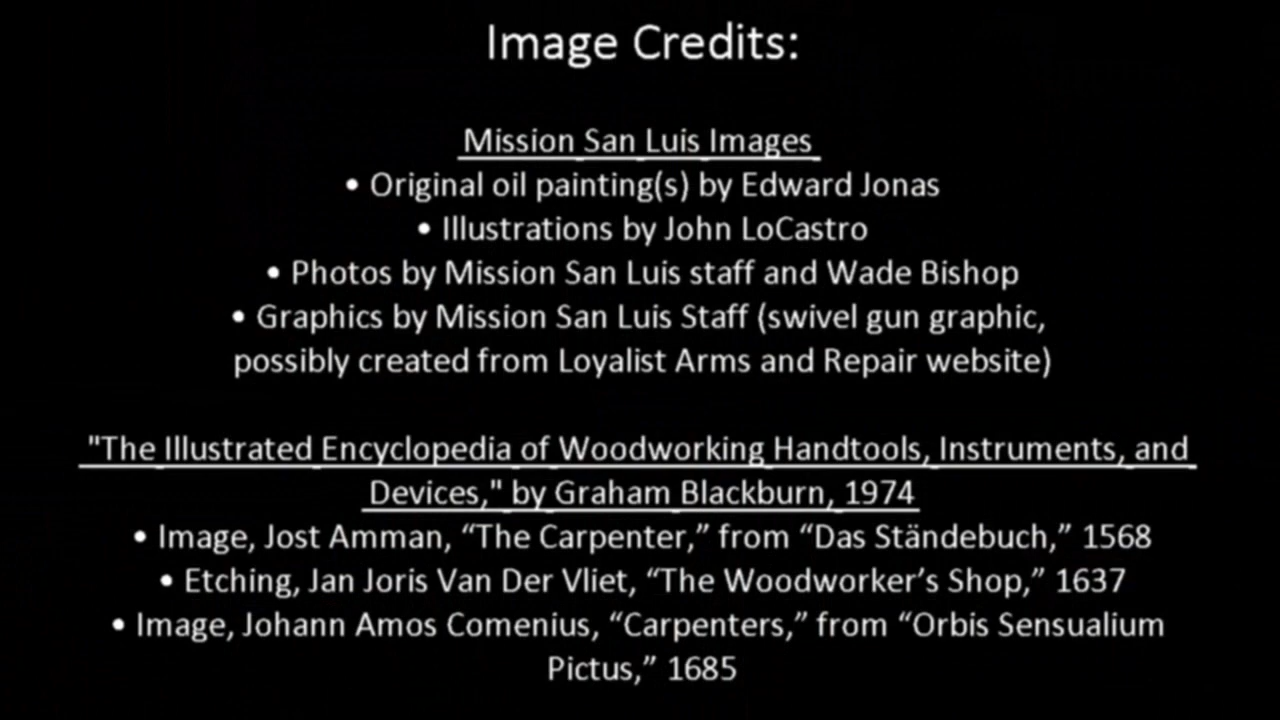 Image Credits:
Mission San Luis Images
• Original oil painting(s) by Edward Jonas
• Illustrations by John LoCastro
• Photos by Mission San Luis staff and Wade Bishop
• Graphics by Mission San Luis Staff (swivel gun graphic,
possibly created from Loyalist Arms and Repair website)
"The Illustrated Encyclopedia of Woodworking Handtools, Instruments, and
Devices," by Graham Blackburn, 1974
• Image, Jost Amman, “The Carpenter,” from “Das Ständebuch,” 1568
• Etching, Jan Joris Van Der Vliet, “The Woodworker’s Shop,” 1637
• Image, Johann Amos Comenius, “Carpenters,” from “Orbis Sensualium
Pictus,” 1685